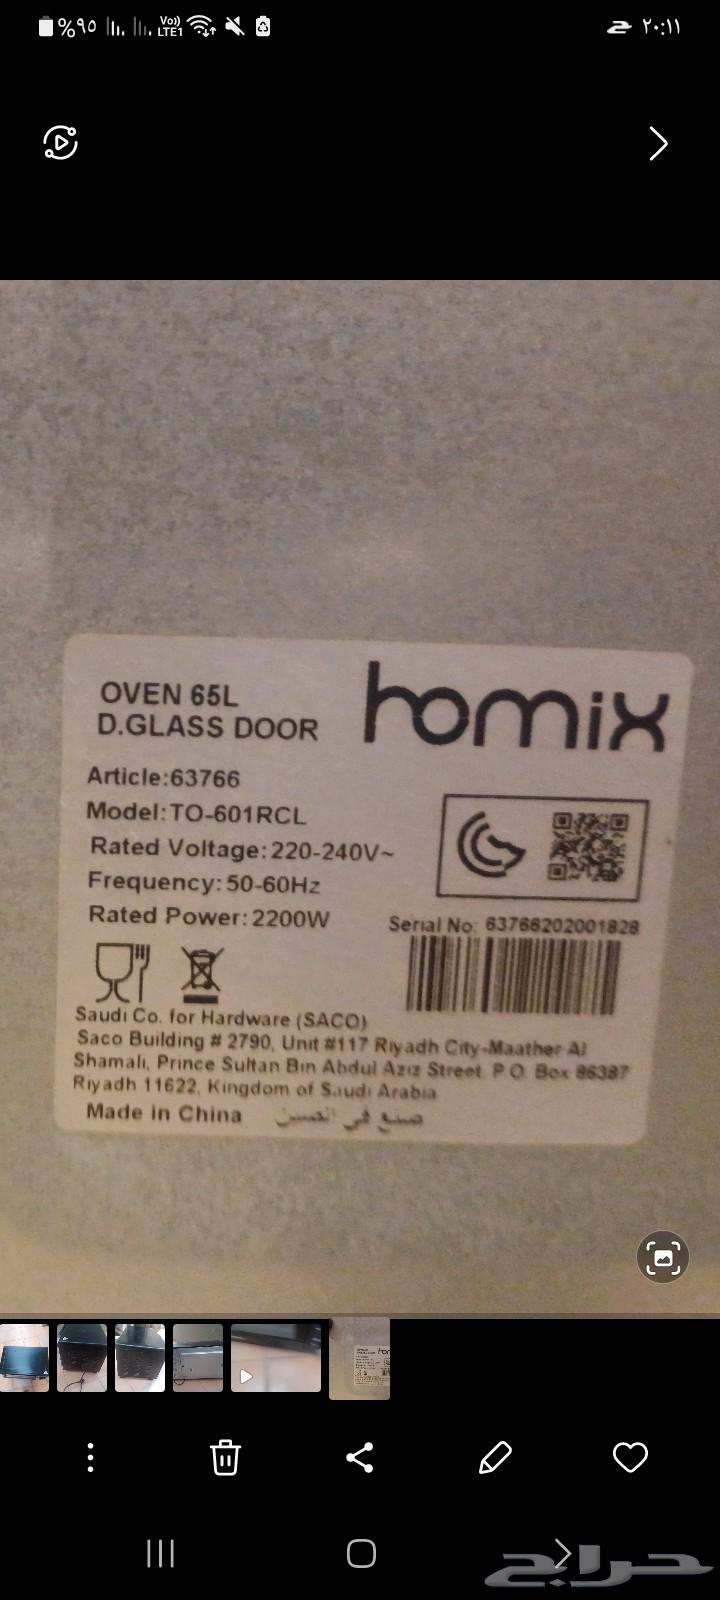 %٩٥
Vo)) LTE1
٢٠:١١
OVEN 65L
D.GLASS DOOR
homix
Article:63766
Model:TO-601RCL
Rated Voltage:220-240V~
Frequency:50-60Hz
Rated Power:2200W
Serial No: 63766202001828
Saudi Co. for Hardware (SACO)
Saco Building # 2790, Unit #117 Riyadh City-Maather Al
Shamali, Prince Sultan Bin Abdul Aziz Street. P.O. Box 86387
Riyadh 11622, Kingdom of Saudi Arabia
Made in China صنع في الصين
حراج